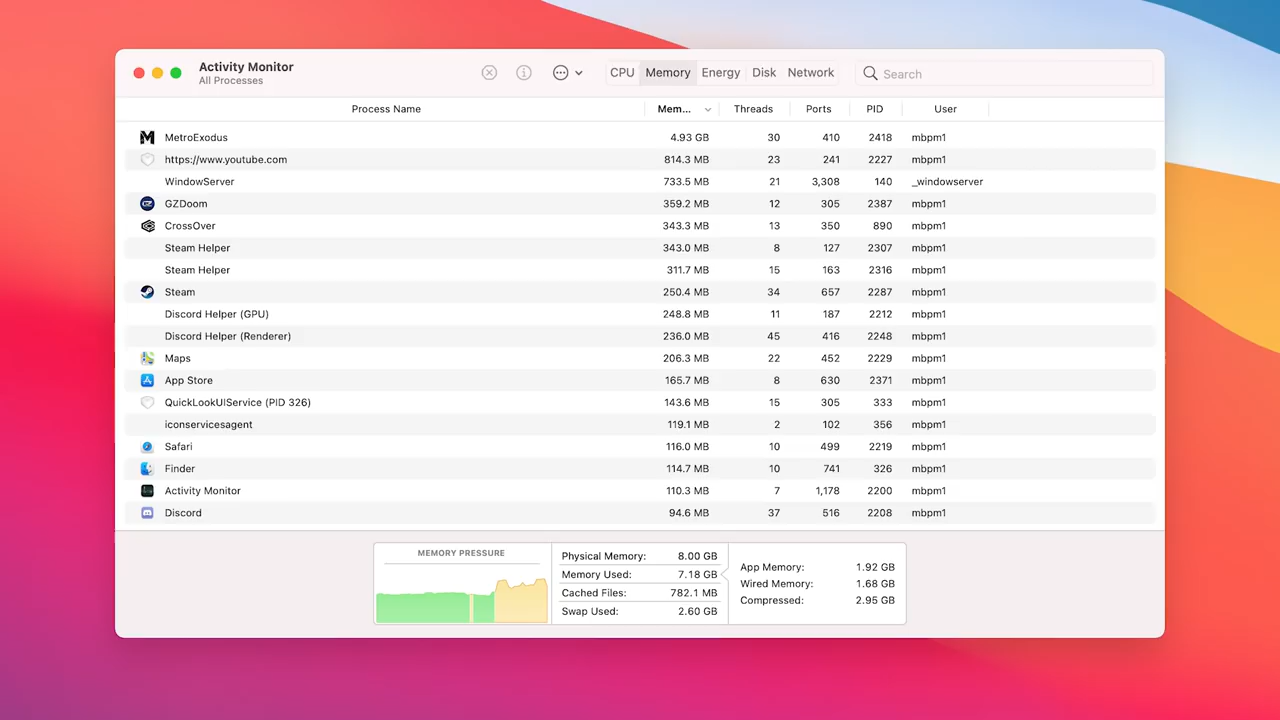 Activity Monitor
All Processes
CPU Memory Energy Disk Network Search
Process Name Mem... Threads Ports PID User
MetroExodus 4.93 GB 30 410 2418 mbpm1
https://www.youtube.com 814.3 MB 23 241 2227 mbpm1
WindowServer 733.5 MB 21 3,308 140 _windowserver
GZDoom 359.2 MB 12 305 2387 mbpm1
CrossOver 343.3 MB 13 350 890 mbpm1
Steam Helper 343.0 MB 8 127 2307 mbpm1
Steam Helper 311.7 MB 15 163 2316 mbpm1
Steam 250.4 MB 34 657 2287 mbpm1
Discord Helper (GPU) 248.8 MB 11 187 2212 mbpm1
Discord Helper (Renderer) 236.0 MB 45 416 2248 mbpm1
Maps 206.3 MB 22 452 2229 mbpm1
App Store 165.7 MB 8 630 2371 mbpm1
QuickLookUIService (PID 326) 143.6 MB 15 305 333 mbpm1
iconservicesagent 119.1 MB 2 102 356 mbpm1
Safari 116.0 MB 10 499 2219 mbpm1
Finder 114.7 MB 10 741 326 mbpm1
Activity Monitor 110.3 MB 7 1,178 2200 mbpm1
Discord 94.6 MB 37 516 2208 mbpm1
MEMORY PRESSURE
Physical Memory: 8.00 GB
Memory Used: 7.18 GB
Cached Files: 782.1 MB
Swap Used: 2.60 GB
App Memory: 1.92 GB
Wired Memory: 1.68 GB
Compressed: 2.95 GB